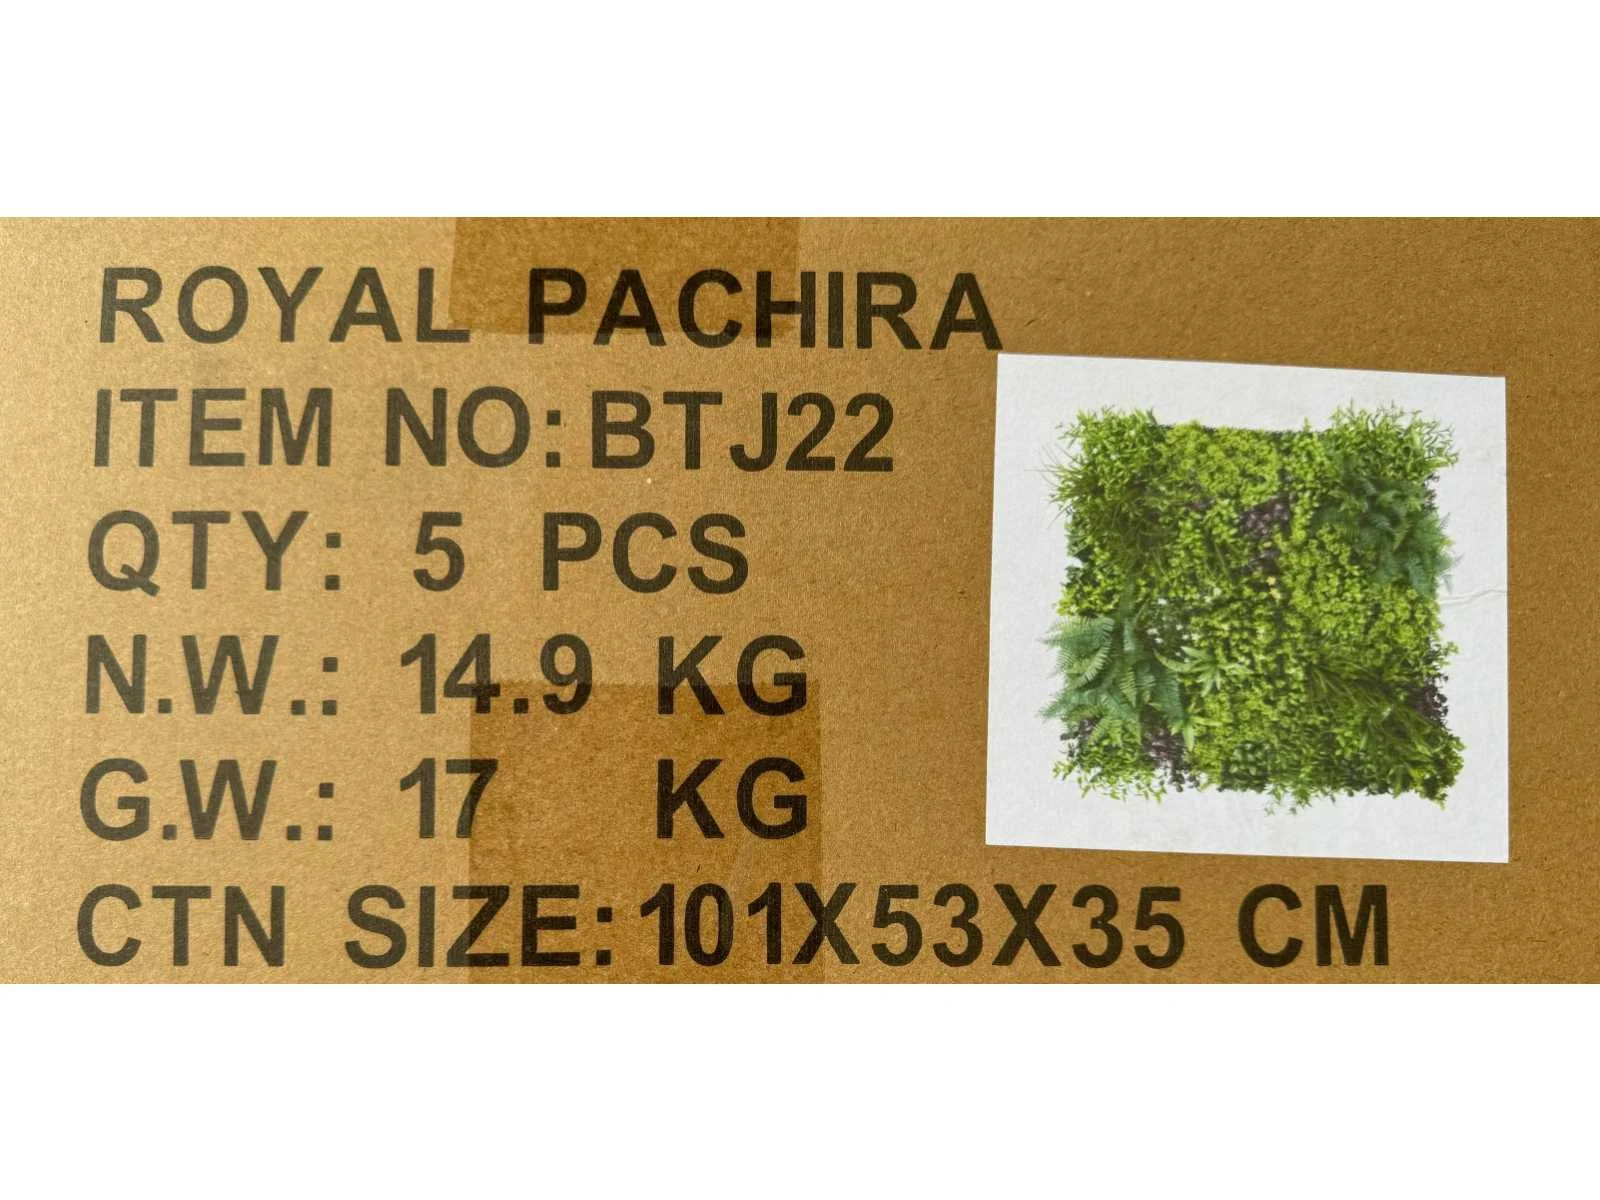 ROYAL PACHIRA
ITEM NO:BTJ22
QTY: 5 PCS
N.W.: 14.9 KG
G.W.: 17 KG
CTN SIZE:101X53X35 CM